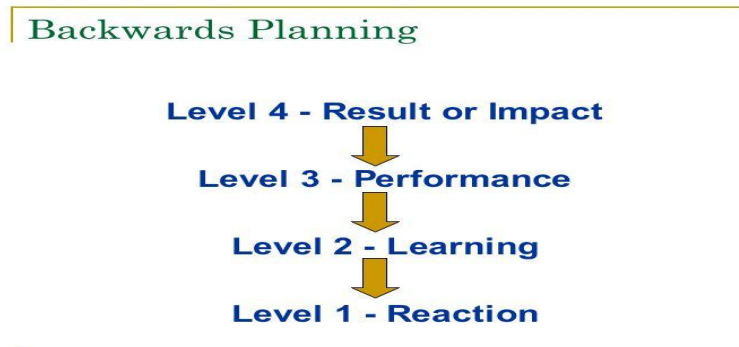 Backwards Planning
Level 4 - Result or Impact
Level 3 - Performance
Level 2 - Learning
Level 1 - Reaction